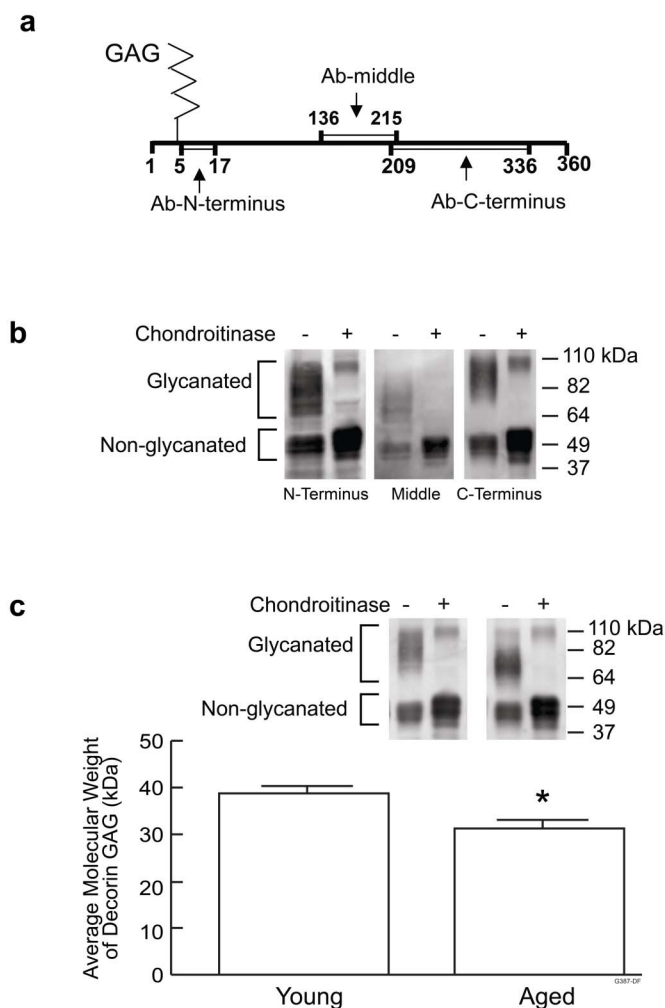 a
GAG
Ab-middle
136 215
1 5 17 209 336 360
Ab-N-terminus Ab-C-terminus
b
Chondroitinase - + - + - +
110 kDa
Glycanated
82
64
Non-glycanated
49
37
N-Terminus Middle C-Terminus
c
Chondroitinase - + - +
110 kDa
Glycanated
82
64
Non-glycanated
49
37
Average Molecular Weight
of Decorin GAG (kDa)
50
40
30
20
10
0
*
G387-DF
Young Aged